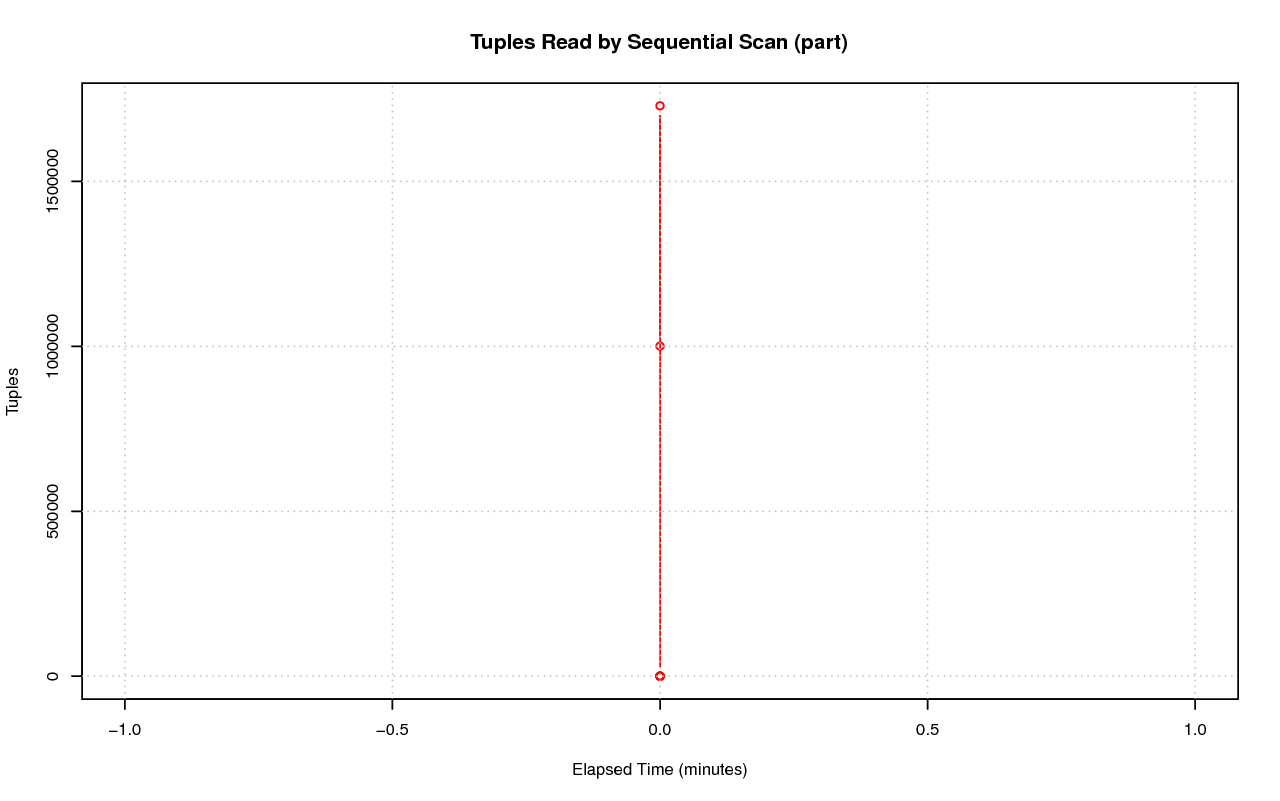 Tuples Read by Sequential Scan (part)
Tuples
1500000
1000000
500000
0
−1.0 −0.5 0.0 0.5 1.0
Elapsed Time (minutes)